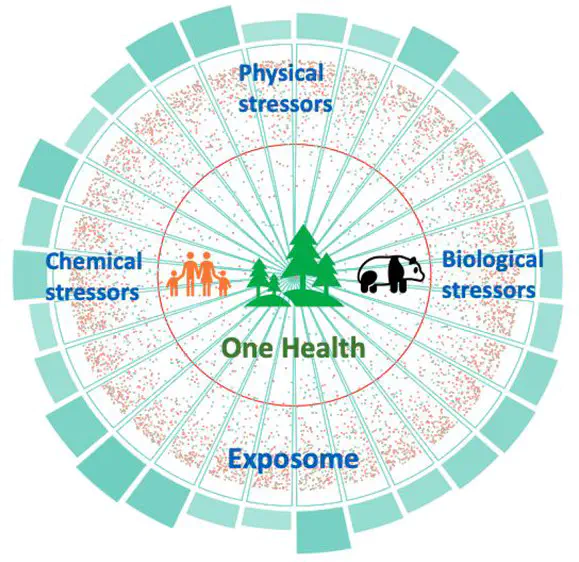 Physical
stressors
Chemical
stressors
Biological
stressors
One Health
Exposome